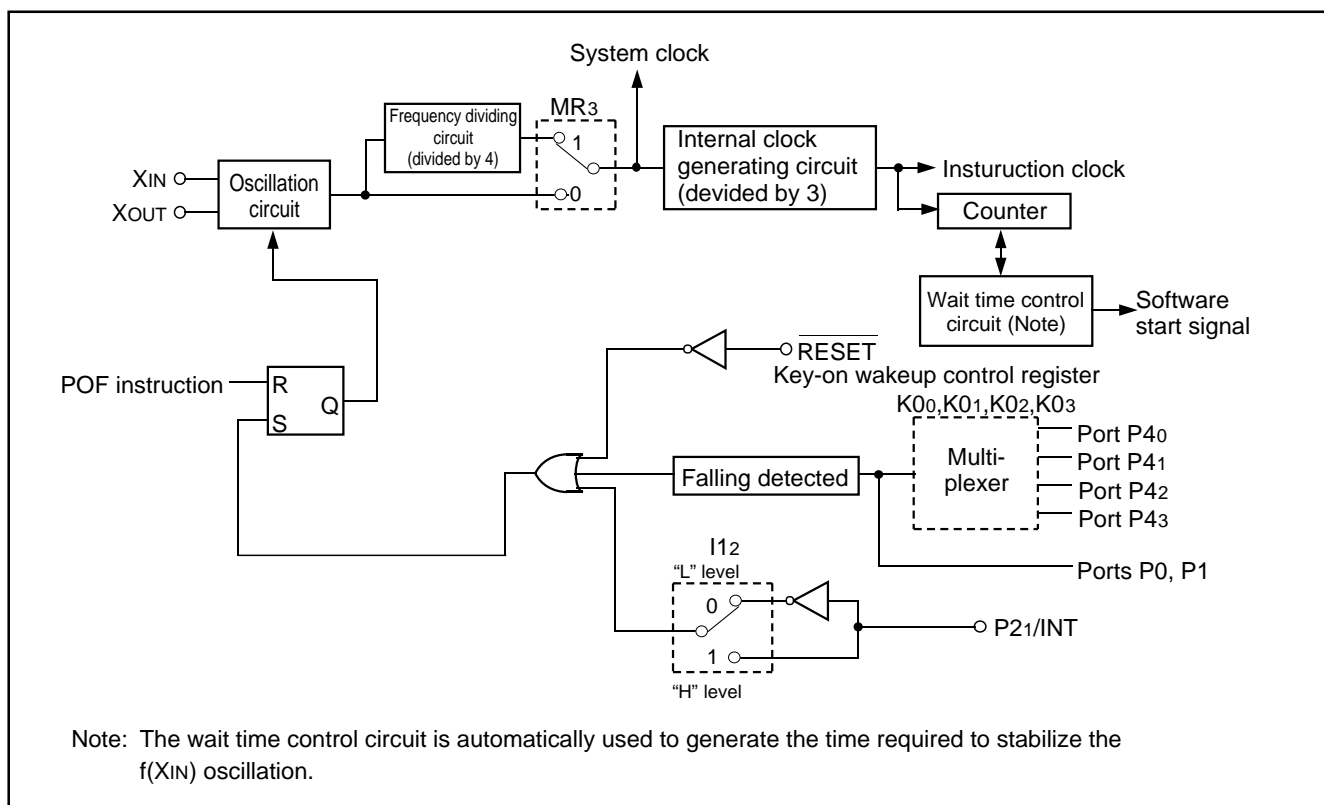 System clock
MR3
Frequency dividing
circuit
(divided by 4)
1
0
Internal clock
generating circuit
(devided by 3)
Insturuction clock
Counter
XIN
XOUT
Oscillation
circuit
Wait time control
circuit (Note)
Software
start signal
RESET
Key-on wakeup control register
K00,K01,K02,K03
POF instruction
R
S
Q
Falling detected
Multi-
plexer
Port P40
Port P41
Port P42
Port P43
Ports P0, P1
I12
“L” level
0
1
“H” level
P21/INT
Note: The wait time control circuit is automatically used to generate the time required to stabilize the
f(XIN) oscillation.